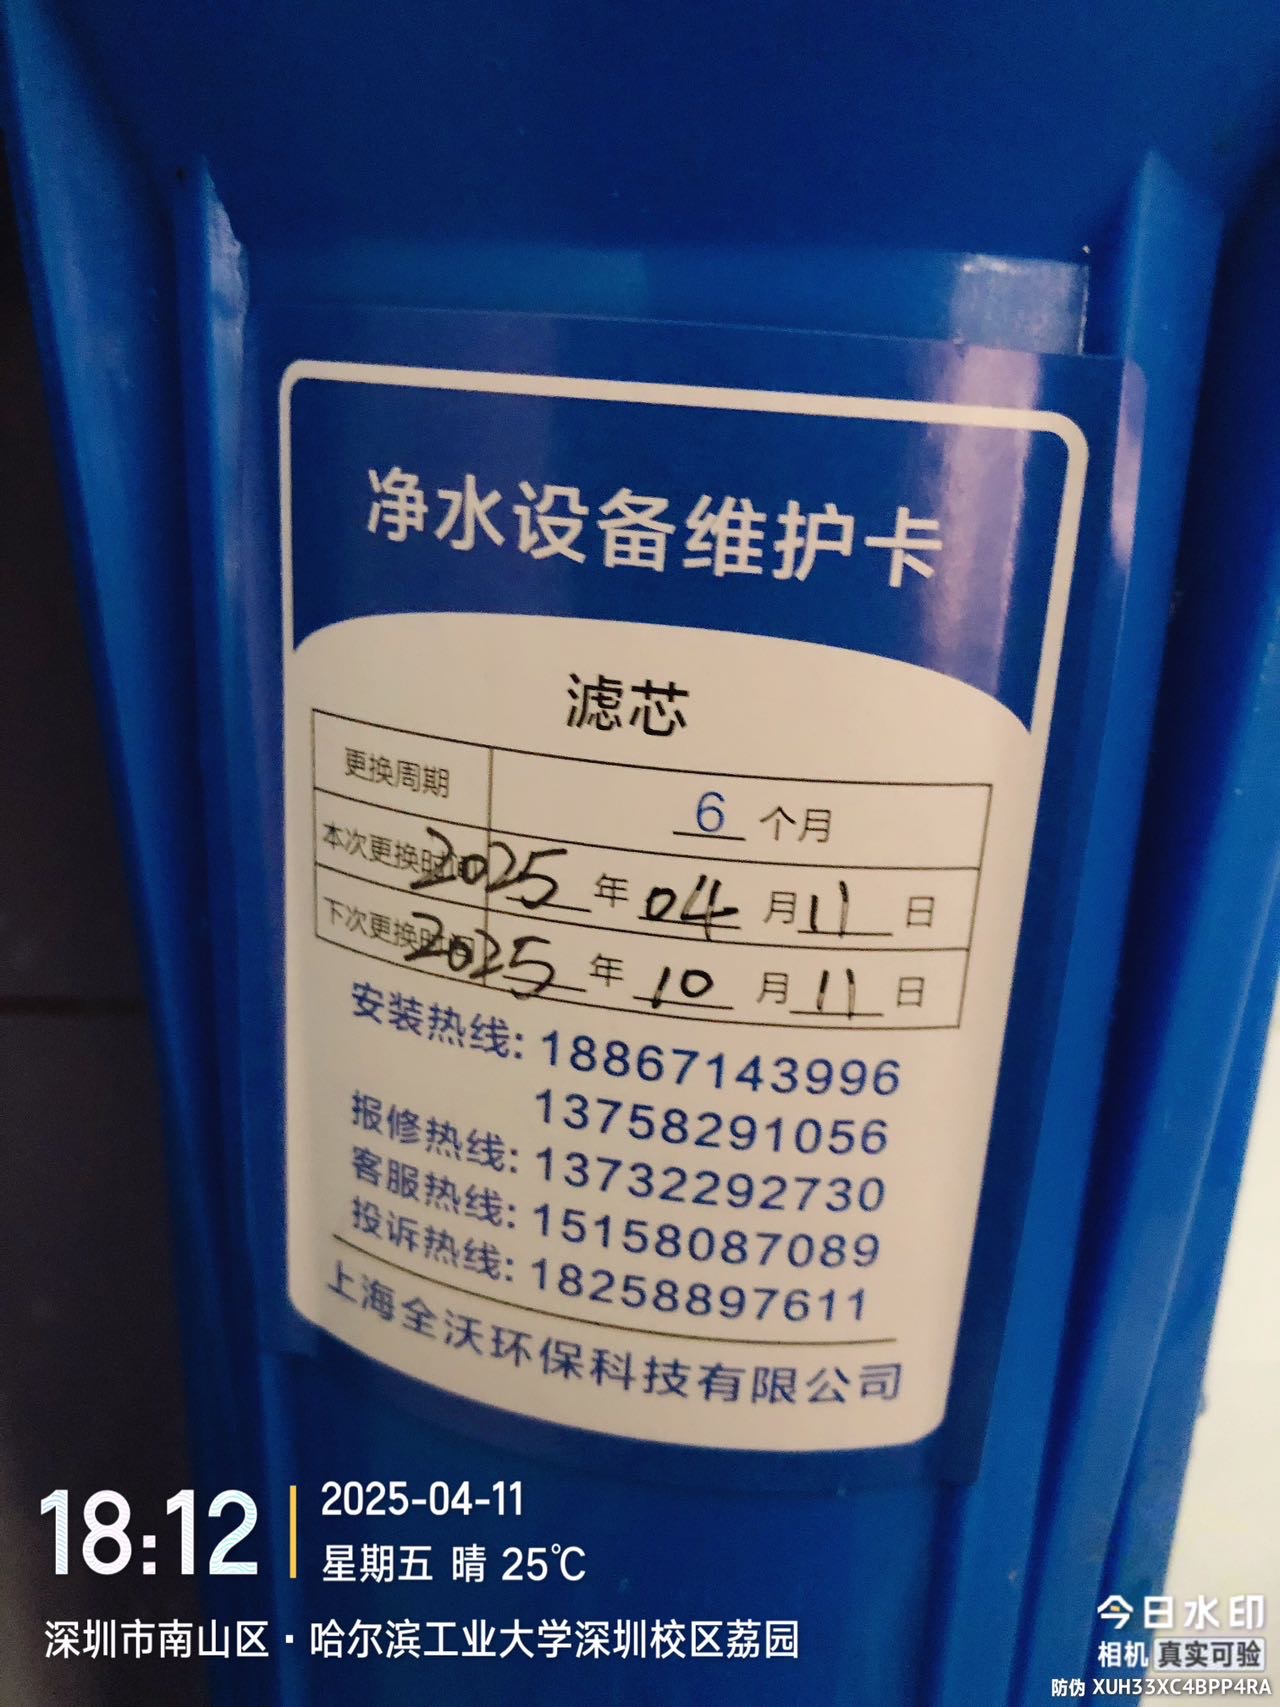 净水设备维护卡
滤芯
更换周期 6 个月
本次更换时间 2025 年 04 月 11 日
下次更换时间 2025 年 10 月 11 日
安装热线: 18867143996
13758291056
报修热线: 13732292730
客服热线: 15158087089
投诉热线: 18258897611
上海全沃环保科技有限公司
18:12
2025-04-11
星期五 晴 25℃
深圳市南山区·哈尔滨工业大学深圳校区荔园
今日水印
相机 真实可验
防伪 XUH33XC4BPP4RA